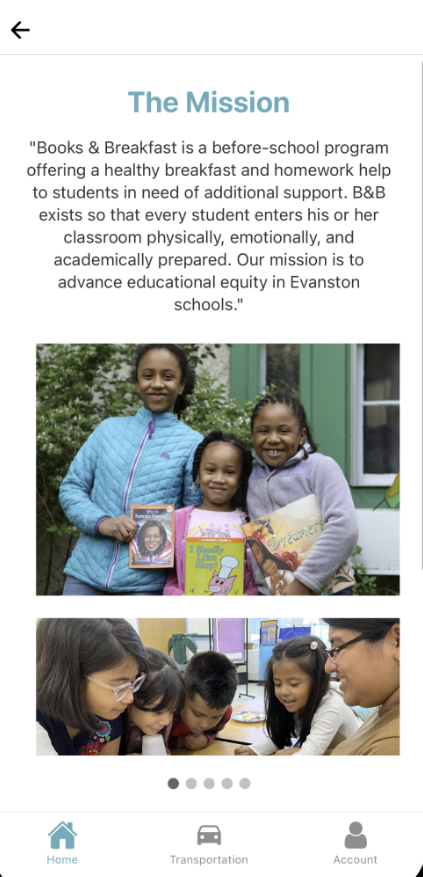 The Mission
"Books & Breakfast is a before-school program
offering a healthy breakfast and homework help
to students in need of additional support. B&B
exists so that every student enters his or her
classroom physically, emotionally, and
academically prepared. Our mission is to
advance educational equity in Evanston
schools."
I Really
Like
Slop!
Dreamers
Home
Transportation
Account